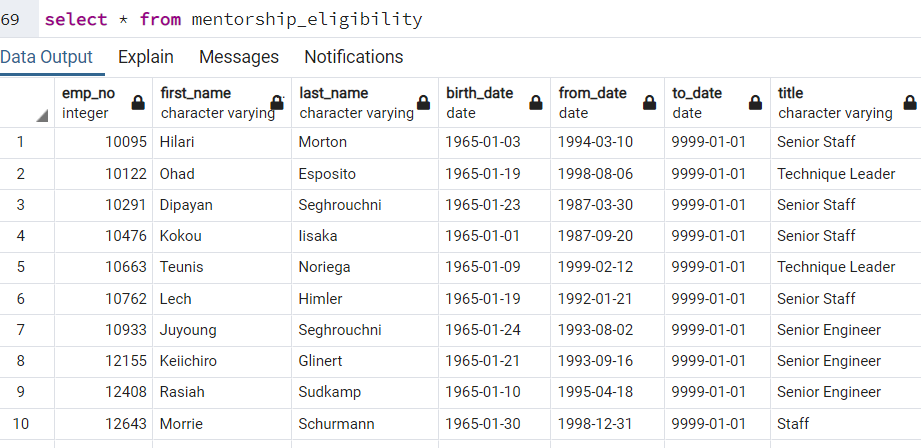 69 select * from mentorship_eligibility
Data Output Explain Messages Notifications
emp_no first_name last_name birth_date from_date to_date title
integer character varying character varying date date date character varying
1 10095 Hilari Morton 1965-01-03 1994-03-10 9999-01-01 Senior Staff
2 10122 Ohad Esposito 1965-01-19 1998-08-06 9999-01-01 Technique Leader
3 10291 Dipayan Seghrouchni 1965-01-23 1987-03-30 9999-01-01 Senior Staff
4 10476 Kokou Iisaka 1965-01-01 1987-09-20 9999-01-01 Senior Staff
5 10663 Teunis Noriega 1965-01-09 1999-02-12 9999-01-01 Technique Leader
6 10762 Lech Himler 1965-01-19 1992-01-21 9999-01-01 Senior Staff
7 10933 Juyoung Seghrouchni 1965-01-24 1993-08-02 9999-01-01 Senior Engineer
8 12155 Keiichiro Glinert 1965-01-21 1993-09-16 9999-01-01 Senior Engineer
9 12408 Rasiah Sudkamp 1965-01-10 1995-04-18 9999-01-01 Senior Engineer
10 12643 Morrie Schurmann 1965-01-30 1998-12-31 9999-01-01 Staff